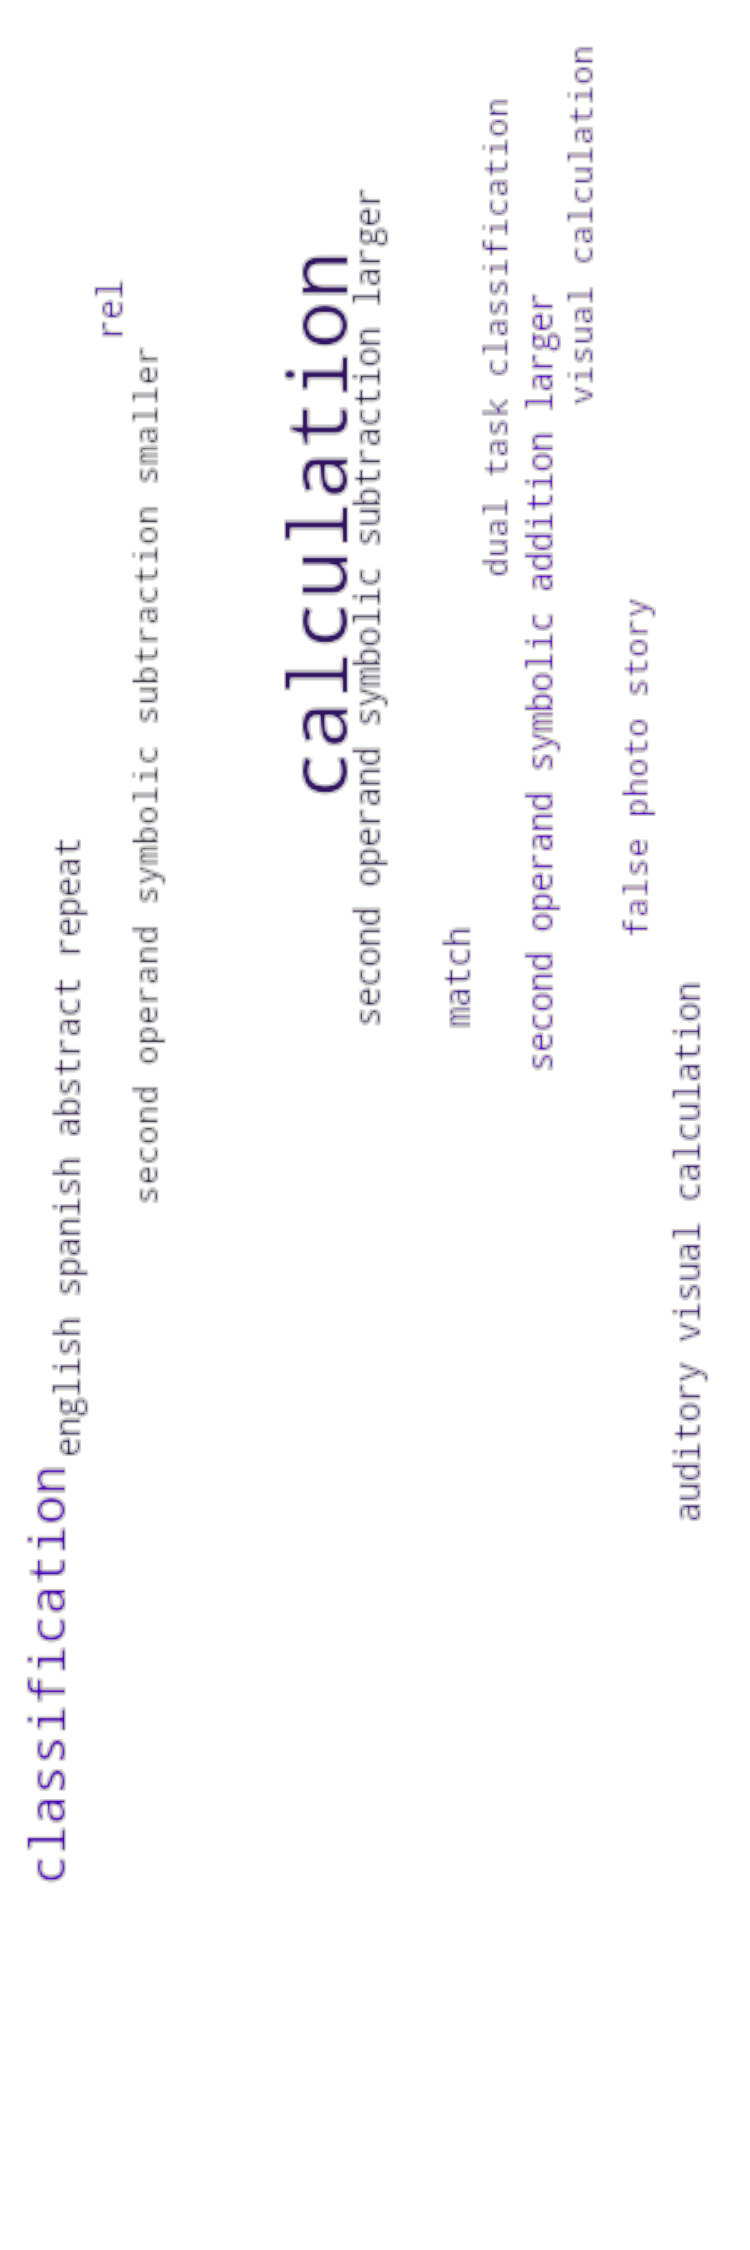 classification
english spanish abstract repeat
rel
second operand symbolic subtraction smaller
calculation
second operand symbolic subtraction larger
match
dual task classification
second operand symbolic addition larger
visual calculation
false photo story
auditory visual calculation